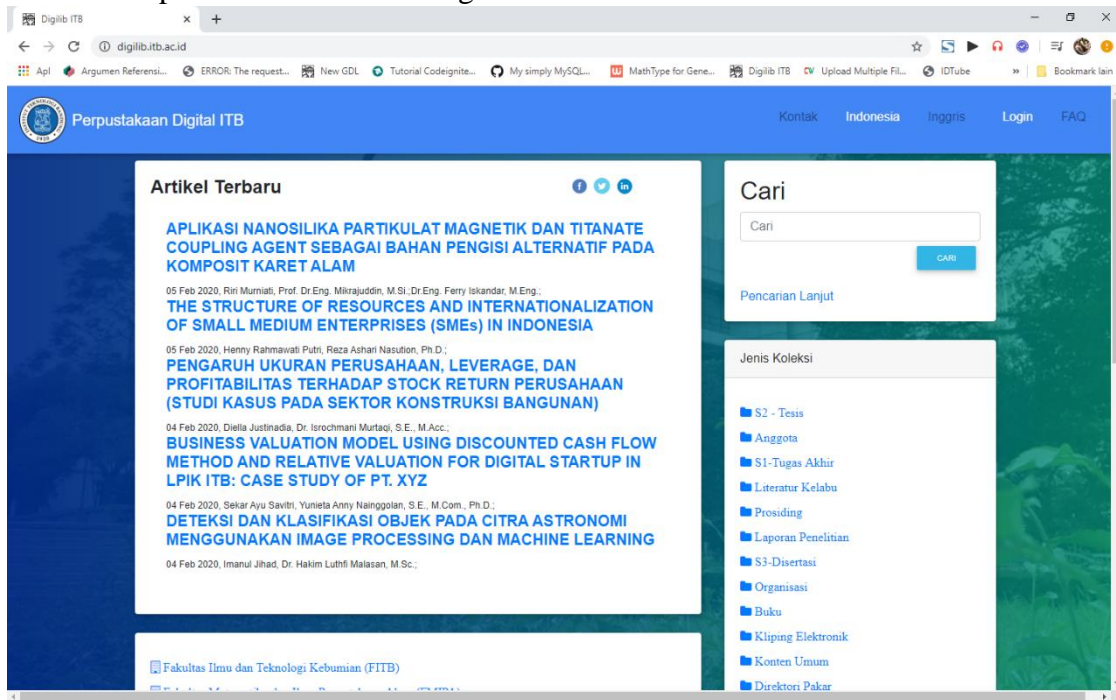 Digilib ITB
digilib.itb.ac.id
Apl Argumen Referensi... ERROR: The request... New GDL Tutorial Codeignite... My simply MySQL... MathType for Gene... Digilib ITB Upload Multiple Fil... IDTube » Bookmark lain
Perpustakaan Digital ITB Kontak Indonesia Inggris Login FAQ
Artikel Terbaru
APLIKASI NANOSILIKA PARTIKULAT MAGNETIK DAN TITANATE
COUPLING AGENT SEBAGAI BAHAN PENGISI ALTERNATIF PADA
KOMPOSIT KARET ALAM
05 Feb 2020, Riri Murniati, Prof. Dr.Eng. Mikrajuddin, M.Si.;Dr.Eng. Ferry Iskandar, M.Eng.;
THE STRUCTURE OF RESOURCES AND INTERNATIONALIZATION
OF SMALL MEDIUM ENTERPRISES (SMEs) IN INDONESIA
05 Feb 2020, Henny Rahmawati Putri, Reza Ashari Nasution, Ph.D.;
PENGARUH UKURAN PERUSAHAAN, LEVERAGE, DAN
PROFITABILITAS TERHADAP STOCK RETURN PERUSAHAAN
(STUDI KASUS PADA SEKTOR KONSTRUKSI BANGUNAN)
04 Feb 2020, Diella Justinadia, Dr. Isrochmani Murtaqi, S.E., M.Acc.;
BUSINESS VALUATION MODEL USING DISCOUNTED CASH FLOW
METHOD AND RELATIVE VALUATION FOR DIGITAL STARTUP IN
LPIK ITB: CASE STUDY OF PT. XYZ
04 Feb 2020, Sekar Ayu Savitri, Yunieta Anny Nainggolan, S.E., M.Com., Ph.D.;
DETEKSI DAN KLASIFIKASI OBJEK PADA CITRA ASTRONOMI
MENGGUNAKAN IMAGE PROCESSING DAN MACHINE LEARNING
04 Feb 2020, Imanul Jihad, Dr. Hakim Luthfi Malasan, M.Sc.;
Fakultas Ilmu dan Teknologi Kebumian (FITB)
Cari
Cari
CARI
Pencarian Lanjut
Jenis Koleksi
S2 - Tesis
Anggota
S1-Tugas Akhir
Literatur Kelabu
Prosiding
Laporan Penelitian
S3-Disertasi
Organisasi
Buku
Kliping Elektronik
Konten Umum
Direktori Pakar